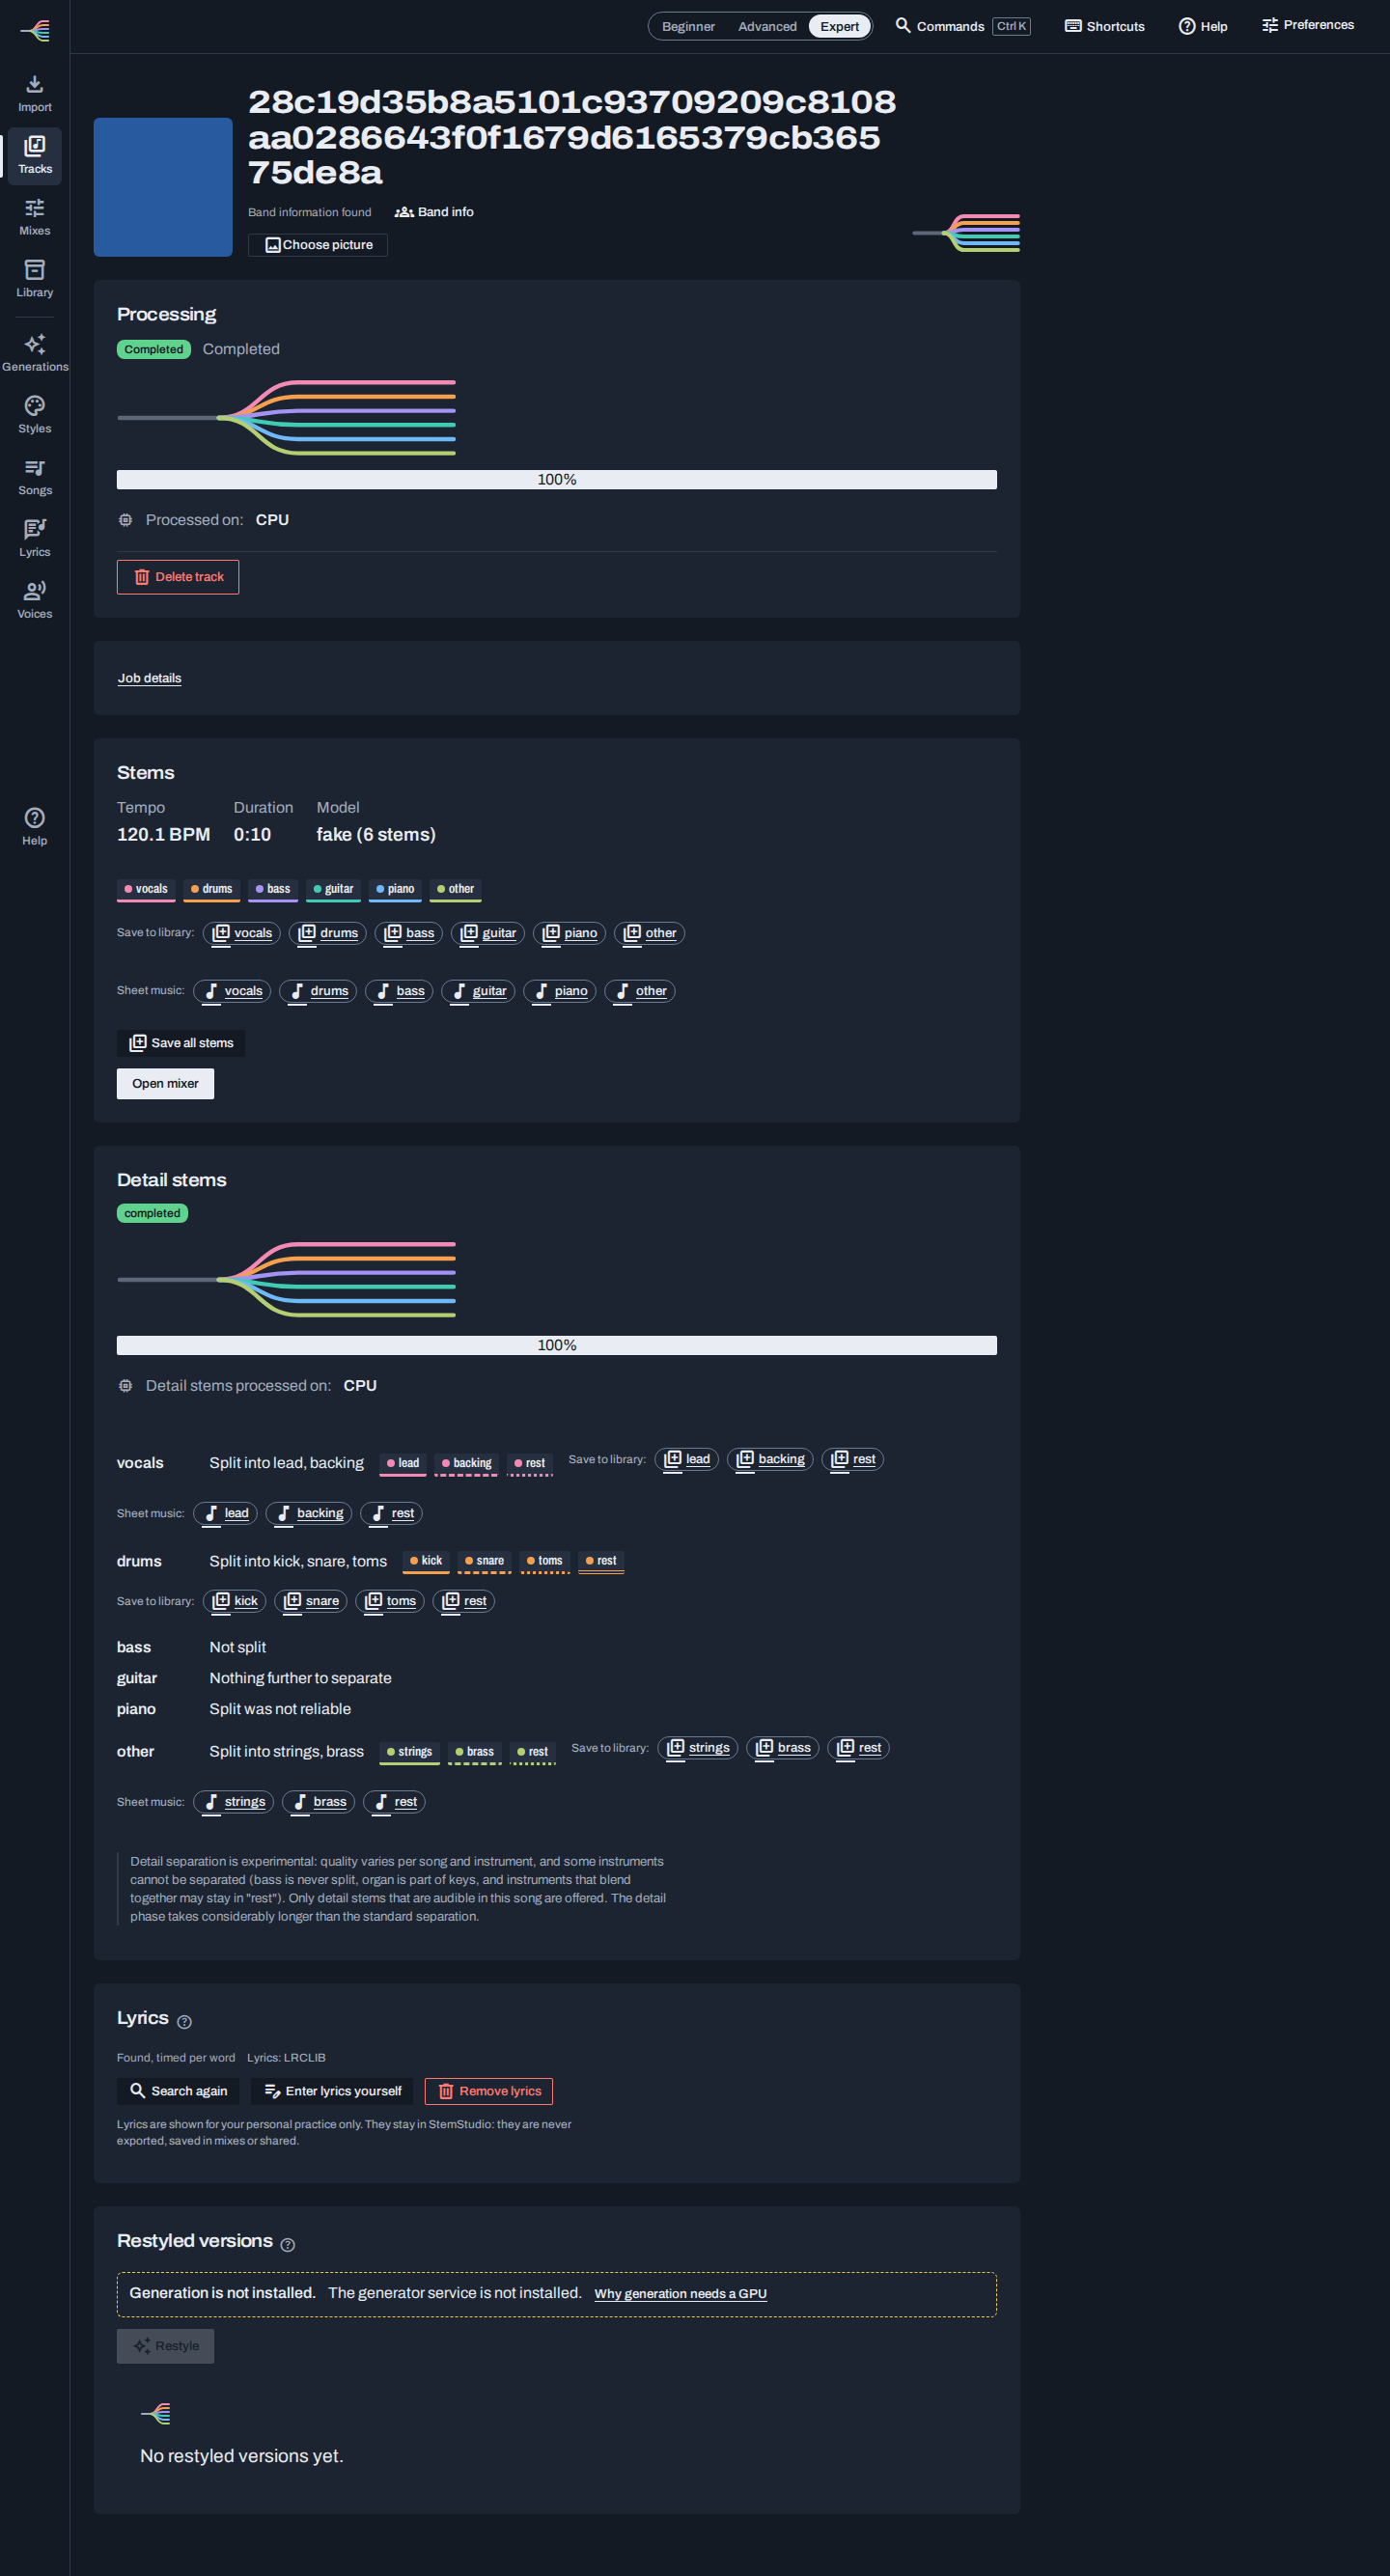 Beginner Advanced Expert Commands Ctrl K Shortcuts Help Preferences
Import
Tracks
Mixes
Library
Generations
Styles
Songs
Lyrics
Voices
Help
28c19d35b8a5101c93709209c8108
aa0286643f0f1679d6165379cb365
75de8a
Band information found Band info
Choose picture
Processing
Completed Completed
100%
Processed on: CPU
Delete track
Job details
Stems
Tempo Duration Model
120.1 BPM 0:10 fake (6 stems)
vocals drums bass guitar piano other
Save to library: vocals drums bass guitar piano other
Sheet music: vocals drums bass guitar piano other
Save all stems
Open mixer
Detail stems
completed
100%
Detail stems processed on: CPU
vocals Split into lead, backing lead backing rest Save to library: lead backing rest
Sheet music: lead backing rest
drums Split into kick, snare, toms kick snare toms rest
Save to library: kick snare toms rest
bass Not split
guitar Nothing further to separate
piano Split was not reliable
other Split into strings, brass strings brass rest Save to library: strings brass rest
Sheet music: strings brass rest
Detail separation is experimental: quality varies per song and instrument, and some instruments
cannot be separated (bass is never split, organ is part of keys, and instruments that blend
together may stay in "rest"). Only detail stems that are audible in this song are offered. The detail
phase takes considerably longer than the standard separation.
Lyrics
Found, timed per word Lyrics: LRCLIB
Search again Enter lyrics yourself Remove lyrics
Lyrics are shown for your personal practice only. They stay in StemStudio: they are never
exported, saved in mixes or shared.
Restyled versions
Generation is not installed. The generator service is not installed. Why generation needs a GPU
Restyle
No restyled versions yet.